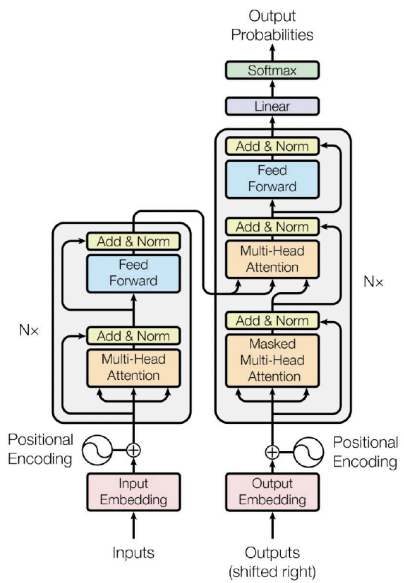 Output
Probabilities
Softmax
Linear
Add & Norm
Feed
Forward
Add & Norm
Multi-Head
Attention
Add & Norm
Masked
Multi-Head
Attention
Nx
Positional
Encoding
Output
Embedding
Outputs
(shifted right)
Add & Norm
Feed
Forward
Add & Norm
Multi-Head
Attention
Nx
Positional
Encoding
Input
Embedding
Inputs